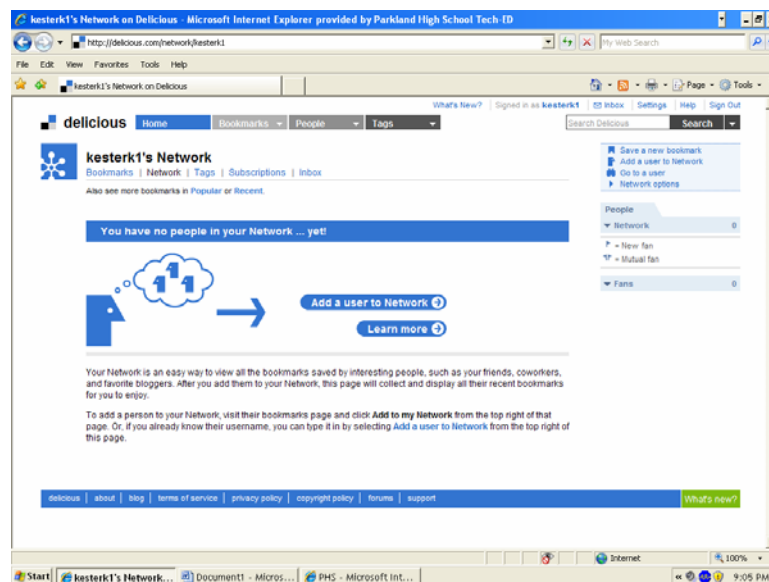 kesterk1's Network on Delicious - Microsoft Internet Explorer provided by Parkland High School Tech-ED
http://delicious.com/network/kesterk1
My Web Search
File Edit View Favorites Tools Help
kesterk1's Network on Delicious
Page Tools
What's New? Signed in as kesterk1 Inbox Settings Help Sign Out
delicious Home Bookmarks People Tags Search Delicious Search
kesterk1's Network
Bookmarks | Network | Tags | Subscriptions | Inbox
Also see more bookmarks in Popular or Recent.
Save a new bookmark
Add a user to Network
Go to a user
Network options
People
Network 0
= New fan
= Mutual fan
Fans 0
You have no people in your Network ... yet!
Add a user to Network
Learn more
Your Network is an easy way to view all the bookmarks saved by interesting people, such as your friends, coworkers,
and favorite bloggers. After you add them to your Network, this page will collect and display all their recent bookmarks
for you to enjoy.
To add a person to your Network, visit their bookmarks page and click Add to my Network from the top right of that
page. Or, if you already know their username, you can type it in by selecting Add a user to Network from the top right of
this page.
delicious | about | blog | terms of service | privacy policy | copyright policy | forums | support What's new?
Internet 100%
Start kesterk1's Network... Document1 - Micros... PHS - Microsoft Int... 9:05 PM